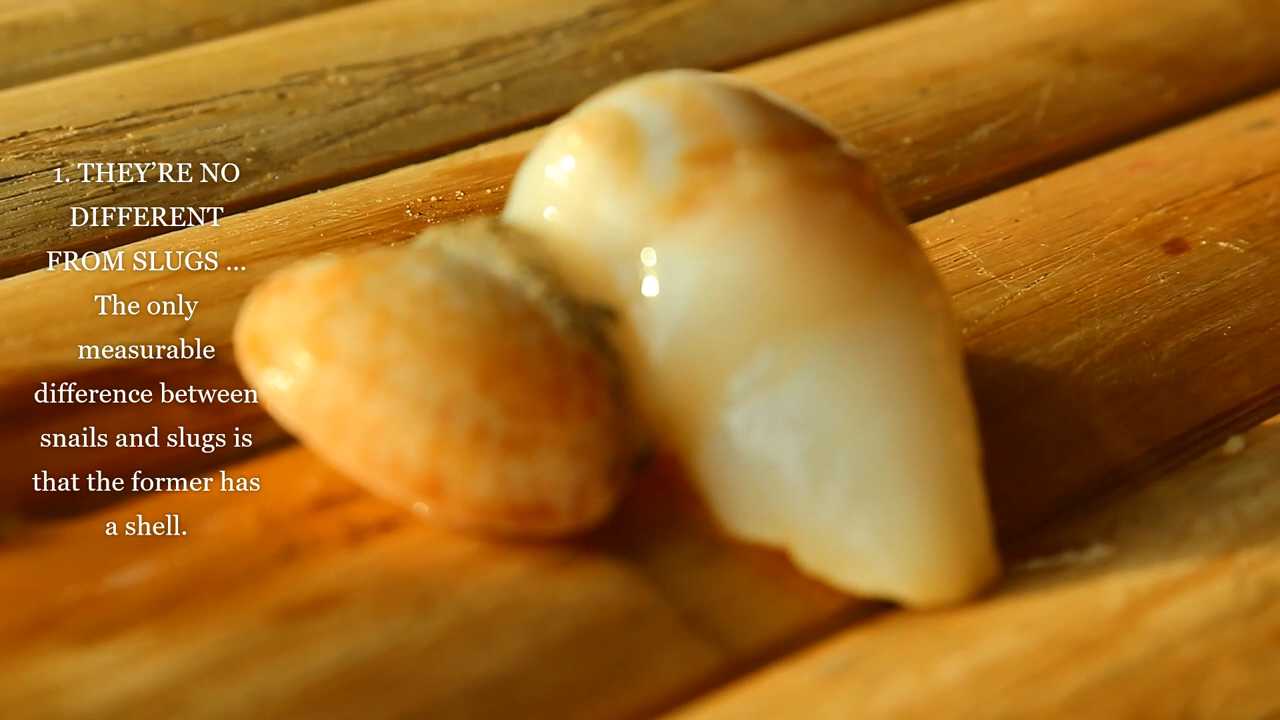 1. THEY’RE NO
DIFFERENT
FROM SLUGS ...
The only
measurable
difference between
snails and slugs is
that the former has
a shell.